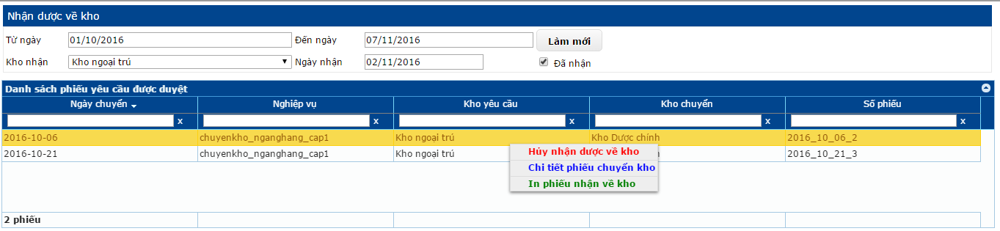 Nhận dược về kho
Từ ngày 01/10/2016 Đến ngày 07/11/2016 Làm mới
Kho nhận Kho ngoại trú Ngày nhận 02/11/2016 Đã nhận
Danh sách phiếu yêu cầu được duyệt
Ngày chuyển Nghiệp vụ Kho yêu cầu Kho chuyển Số phiếu
x x x x x
2016-10-06 chuyenkho_nganghang_cap1 Kho ngoại trú Kho Dược chính 2016_10_06_2
2016-10-21 chuyenkho_nganghang_cap1 Kho ngoại trú 2016_10_21_3
Hủy nhận dược về kho
Chi tiết phiếu chuyển kho
In phiếu nhận về kho
2 phiếu